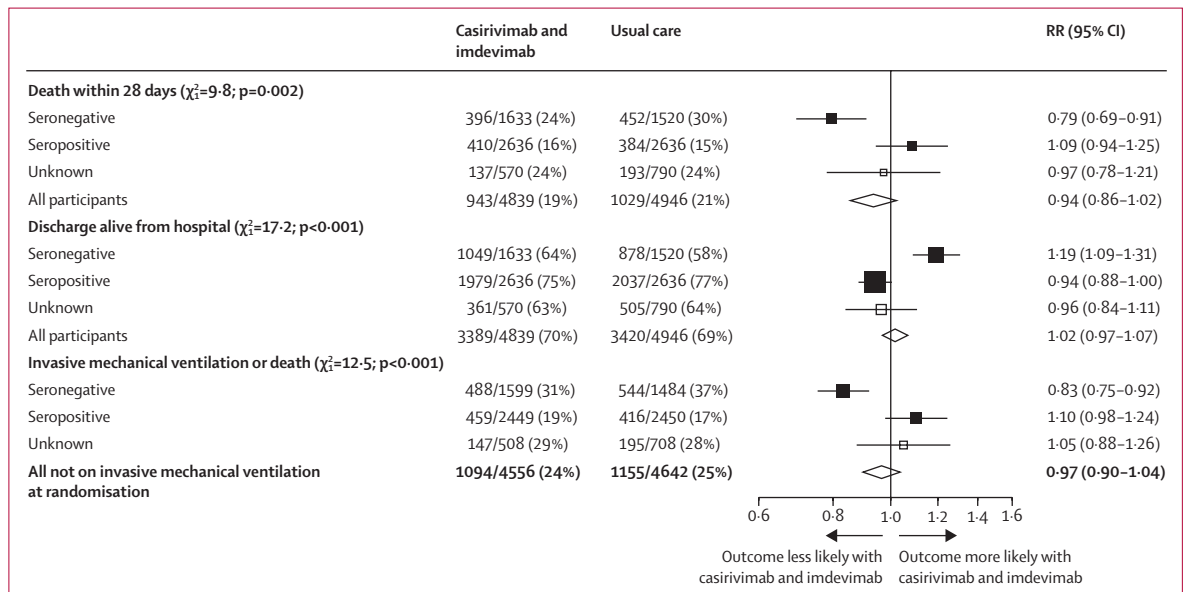 Casirivimab and imdevimab Usual care RR (95% CI)
Death within 28 days (χ²₁=9·8; p=0·002)
Seronegative 396/1633 (24%) 452/1520 (30%) 0·79 (0·69–0·91)
Seropositive 410/2636 (16%) 384/2636 (15%) 1·09 (0·94–1·25)
Unknown 137/570 (24%) 193/790 (24%) 0·97 (0·78–1·21)
All participants 943/4839 (19%) 1029/4946 (21%) 0·94 (0·86–1·02)
Discharge alive from hospital (χ²₁=17·2; p<0·001)
Seronegative 1049/1633 (64%) 878/1520 (58%) 1·19 (1·09–1·31)
Seropositive 1979/2636 (75%) 2037/2636 (77%) 0·94 (0·88–1·00)
Unknown 361/570 (63%) 505/790 (64%) 0·96 (0·84–1·11)
All participants 3389/4839 (70%) 3420/4946 (69%) 1·02 (0·97–1·07)
Invasive mechanical ventilation or death (χ²₁=12·5; p<0·001)
Seronegative 488/1599 (31%) 544/1484 (37%) 0·83 (0·75–0·92)
Seropositive 459/2449 (19%) 416/2450 (17%) 1·10 (0·98–1·24)
Unknown 147/508 (29%) 195/708 (28%) 1·05 (0·88–1·26)
All not on invasive mechanical ventilation 1094/4556 (24%) 1155/4642 (25%) 0·97 (0·90–1·04)
at randomisation
0·6 0·8 1·0 1·2 1·4 1·6
Outcome less likely with Outcome more likely with
casirivimab and imdevimab casirivimab and imdevimab